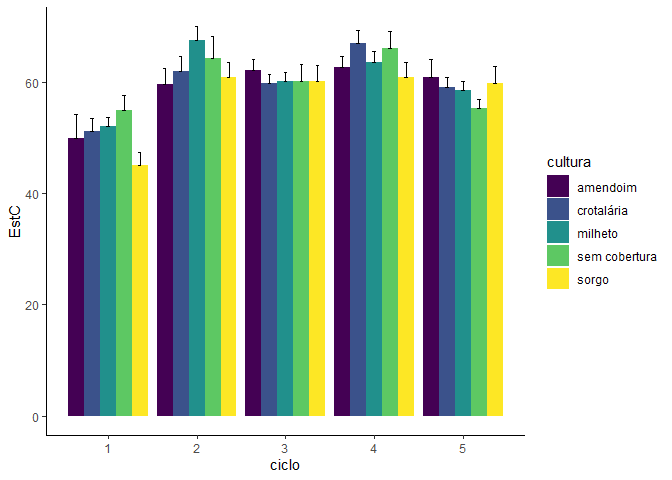 EstC
60
40
20
0
1 2 3 4 5
ciclo
cultura
amendoim
crotalária
milheto
sem cobertura
sorgo